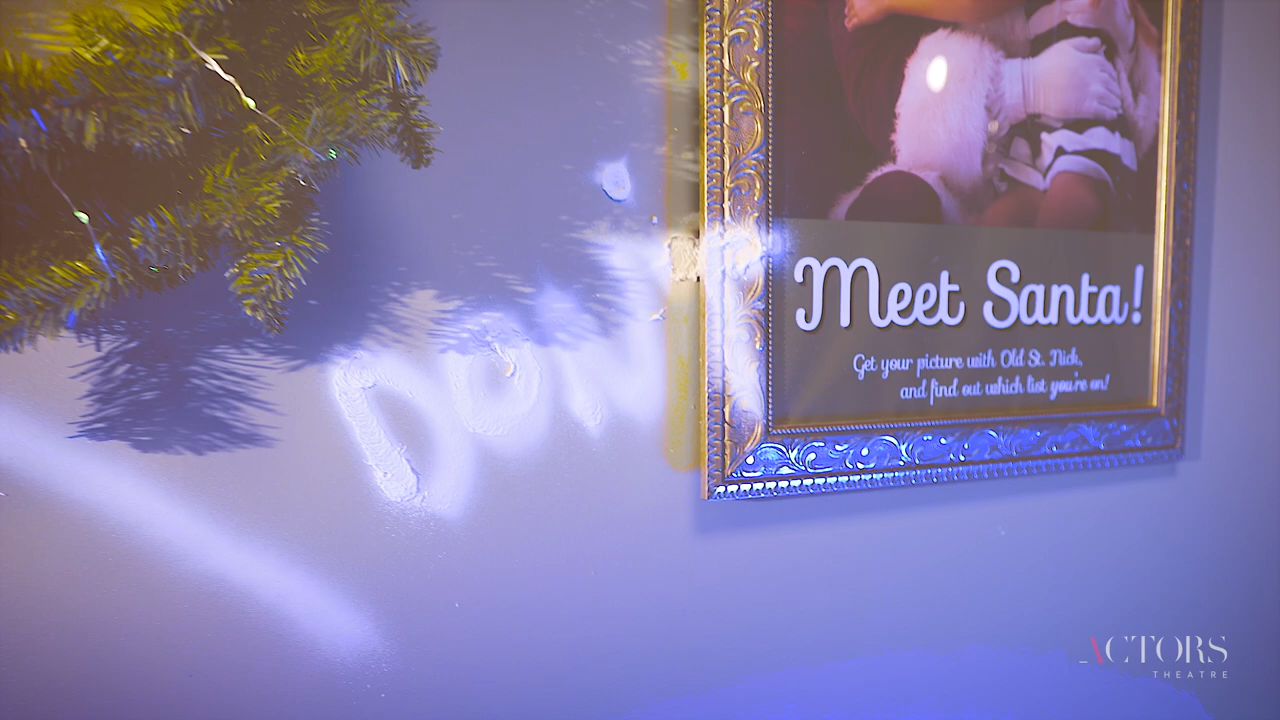 DON
Meet Santa!
Get your picture with Old St. Nick,
and find out which list you're on!
ACTORS
THEATRE